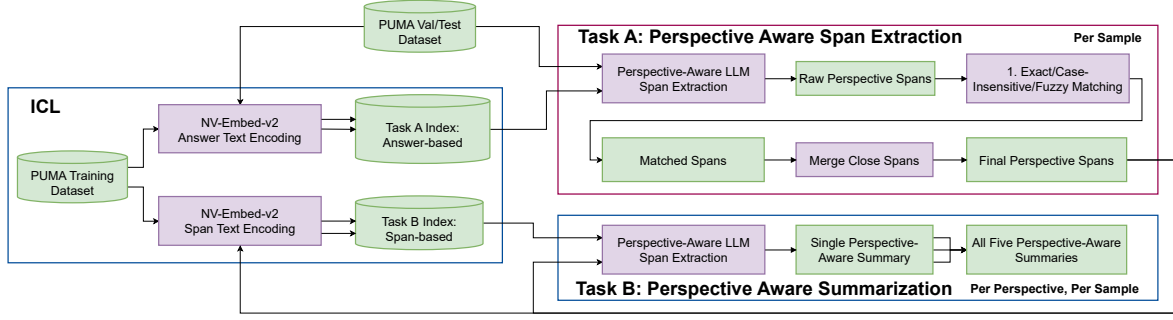 PUMA Val/Test
Dataset
Task A: Perspective Aware Span Extraction
Per Sample
Perspective-Aware LLM
Span Extraction
Raw Perspective Spans
1. Exact/Case-
Insensitive/Fuzzy Matching
Matched Spans
Merge Close Spans
Final Perspective Spans
ICL
NV-Embed-v2
Answer Text Encoding
Task A Index:
Answer-based
PUMA Training
Dataset
NV-Embed-v2
Span Text Encoding
Task B Index:
Span-based
Perspective-Aware LLM
Span Extraction
Single Perspective-
Aware Summary
All Five Perspective-Aware
Summaries
Task B: Perspective Aware Summarization
Per Perspective, Per Sample